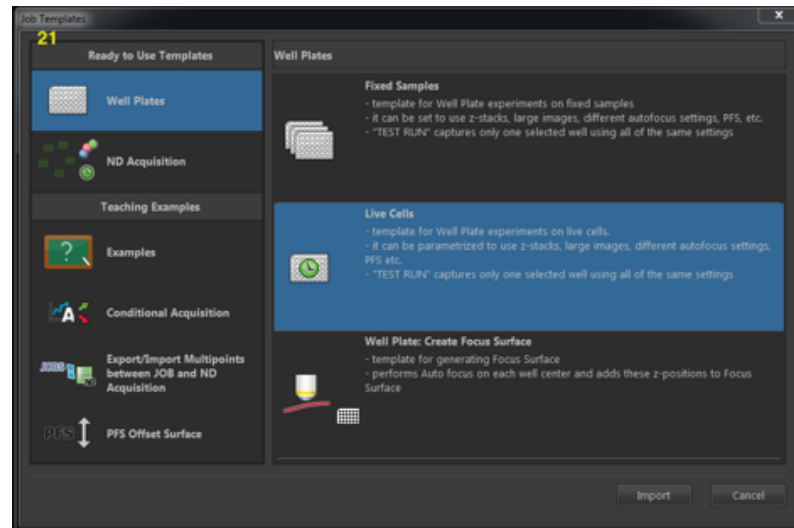 Job Templates
x
21
Ready to Use Templates
Well Plates
ND Acquisition
Teaching Examples
?
Examples
A
Conditional Acquisition
JOBS
Export/Import Multipoints
between JOB and ND
Acquisition
PFS
PFS Offset Surface
Well Plates
Fixed Samples
- template for Well Plate experiments on fixed samples
- it can be set to use z-stacks, large images, different autofocus settings, PFS, etc.
- "TEST RUN" captures only one selected well using all of the same settings
Live Cells
- template for Well Plate experiments on live cells.
- it can be parametrized to use z-stacks, large images, different autofocus settings,
PFS etc.
- "TEST RUN" captures only one selected well using all of the same settings
Well Plate: Create Focus Surface
- template for generating Focus Surface
- performs Auto focus on each well center and adds these z-positions to Focus
Surface
Import
Cancel